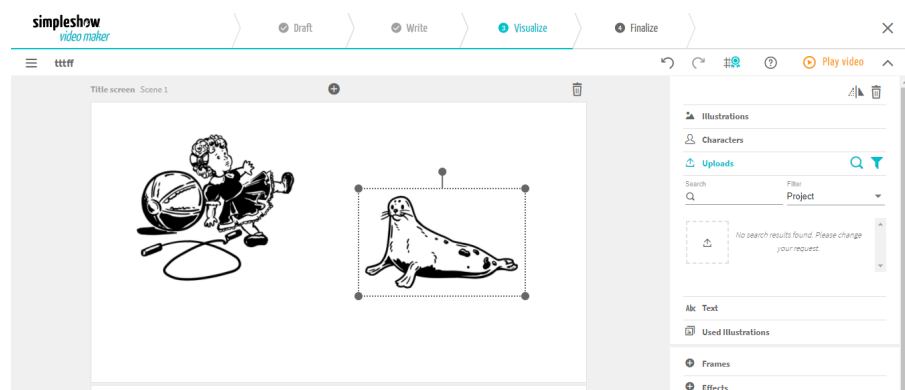 simpleshow
video maker
Draft
Write
3 Visualize
4 Finalize
tttff
Play video
Title screen Scene 1
Illustrations
Characters
Uploads
Search
Filter
Project
No search results found. Please change
your request.
Abc Text
Used Illustrations
Frames
Effects